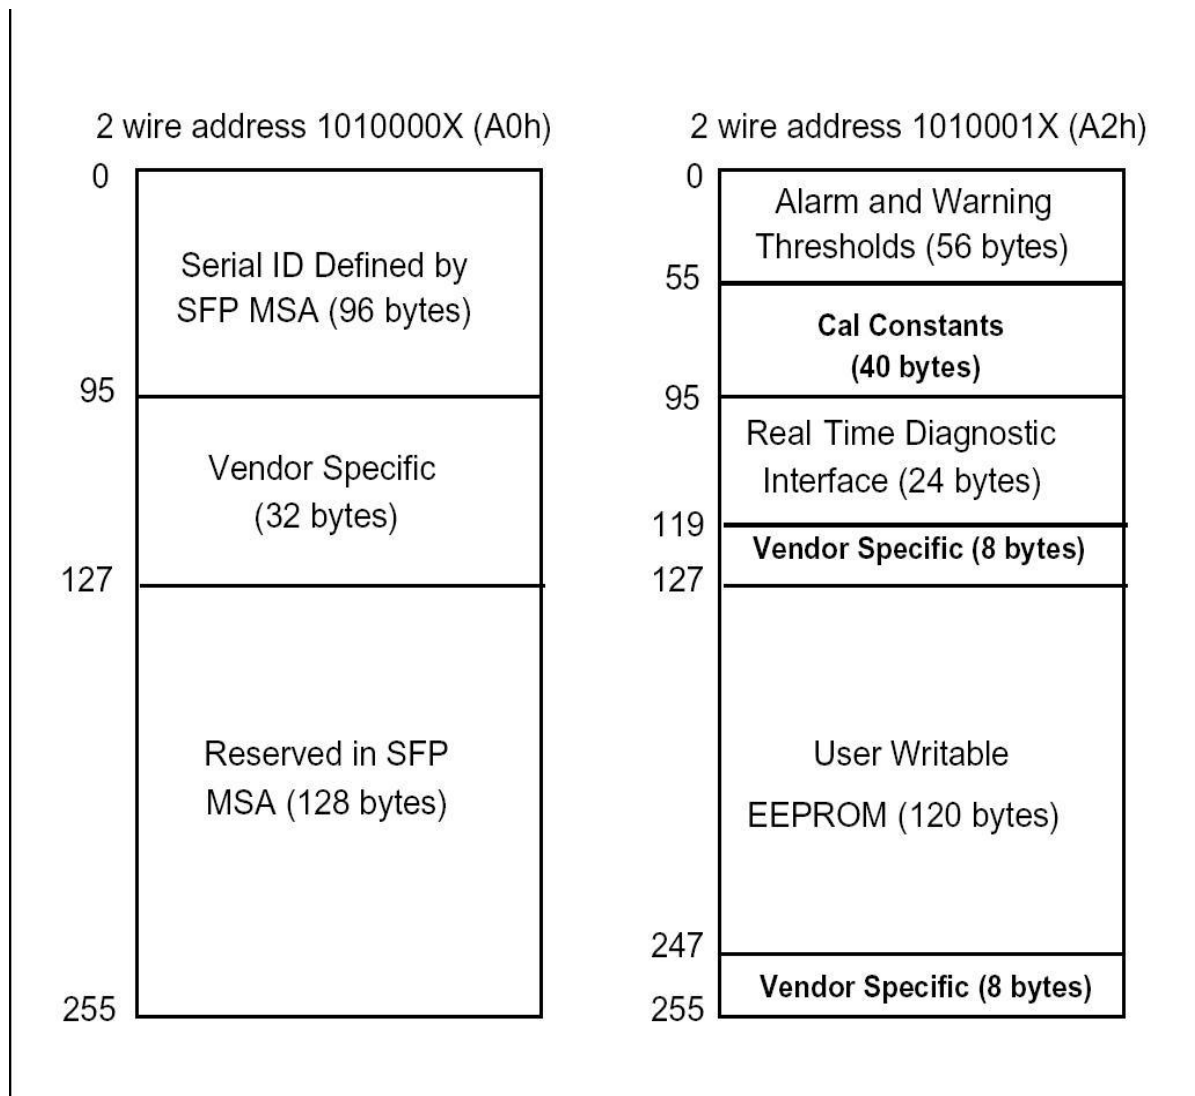 2 wire address 1010000X (A0h)
0
Serial ID Defined by
SFP MSA (96 bytes)
95
Vendor Specific
(32 bytes)
127
Reserved in SFP
MSA (128 bytes)
255
2 wire address 1010001X (A2h)
0
Alarm and Warning
Thresholds (56 bytes)
55
Cal Constants
(40 bytes)
95
Real Time Diagnostic
Interface (24 bytes)
119
Vendor Specific (8 bytes)
127
User Writable
EEPROM (120 bytes)
247
Vendor Specific (8 bytes)
255